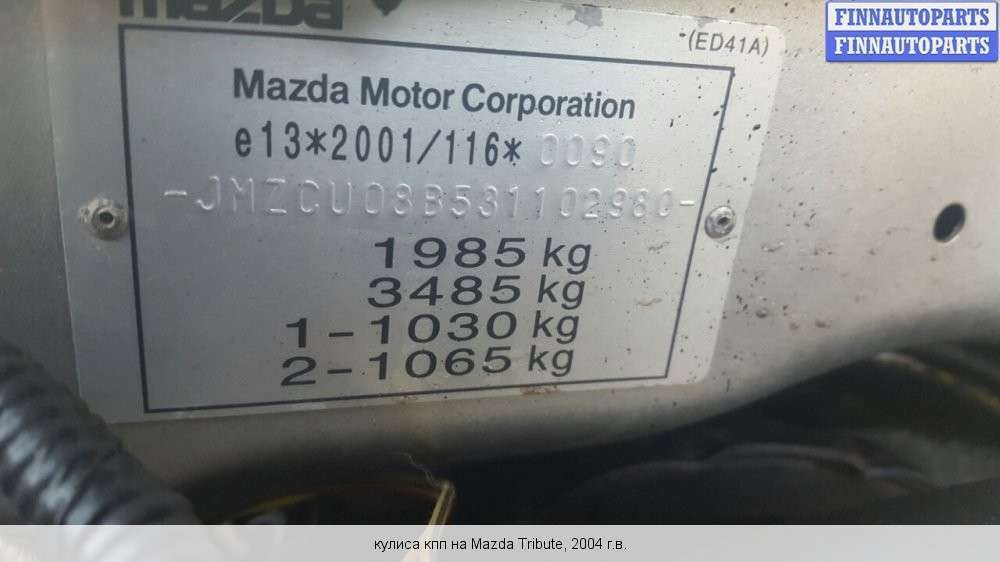 mazda
FINNAUTOPARTS
FINNAUTOPARTS
(ED41A)
Mazda Motor Corporation
e13*2001/116* 0090
-JMZCU08B531102980-
1985 kg
3485 kg
1-1030 kg
2-1065 kg
кулиса кпп на Mazda Tribute, 2004 г.в.